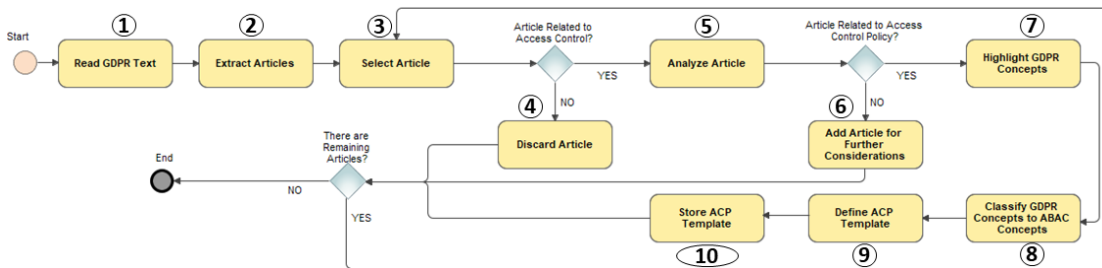 1
2
3
5
7
Start
Article Related to
Access Control?
Article Related to Access
Control Policy?
Read GDPR Text
Extract Articles
Select Article
YES
Analyze Article
YES
Highlight GDPR
Concepts
NO
NO
4
6
There are
Remaining
Articles?
Discard Article
Add Article for
Further
Considerations
End
NO
YES
Store ACP
Template
Define ACP
Template
Classify GDPR
Concepts to ABAC
Concepts
10
9
8